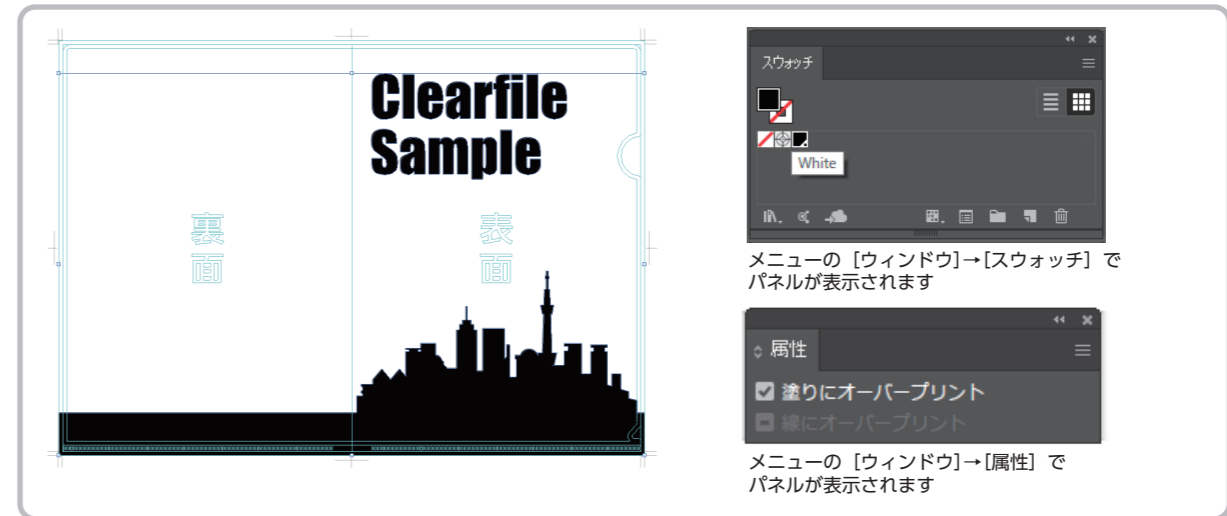 Clearfile
Sample
裏面
表面
スウォッチ
White
メニューの［ウィンドウ］→［スウォッチ］で
パネルが表示されます
属性
塗りにオーバープリント
線にオーバープリント
メニューの［ウィンドウ］→［属性］で
パネルが表示されます